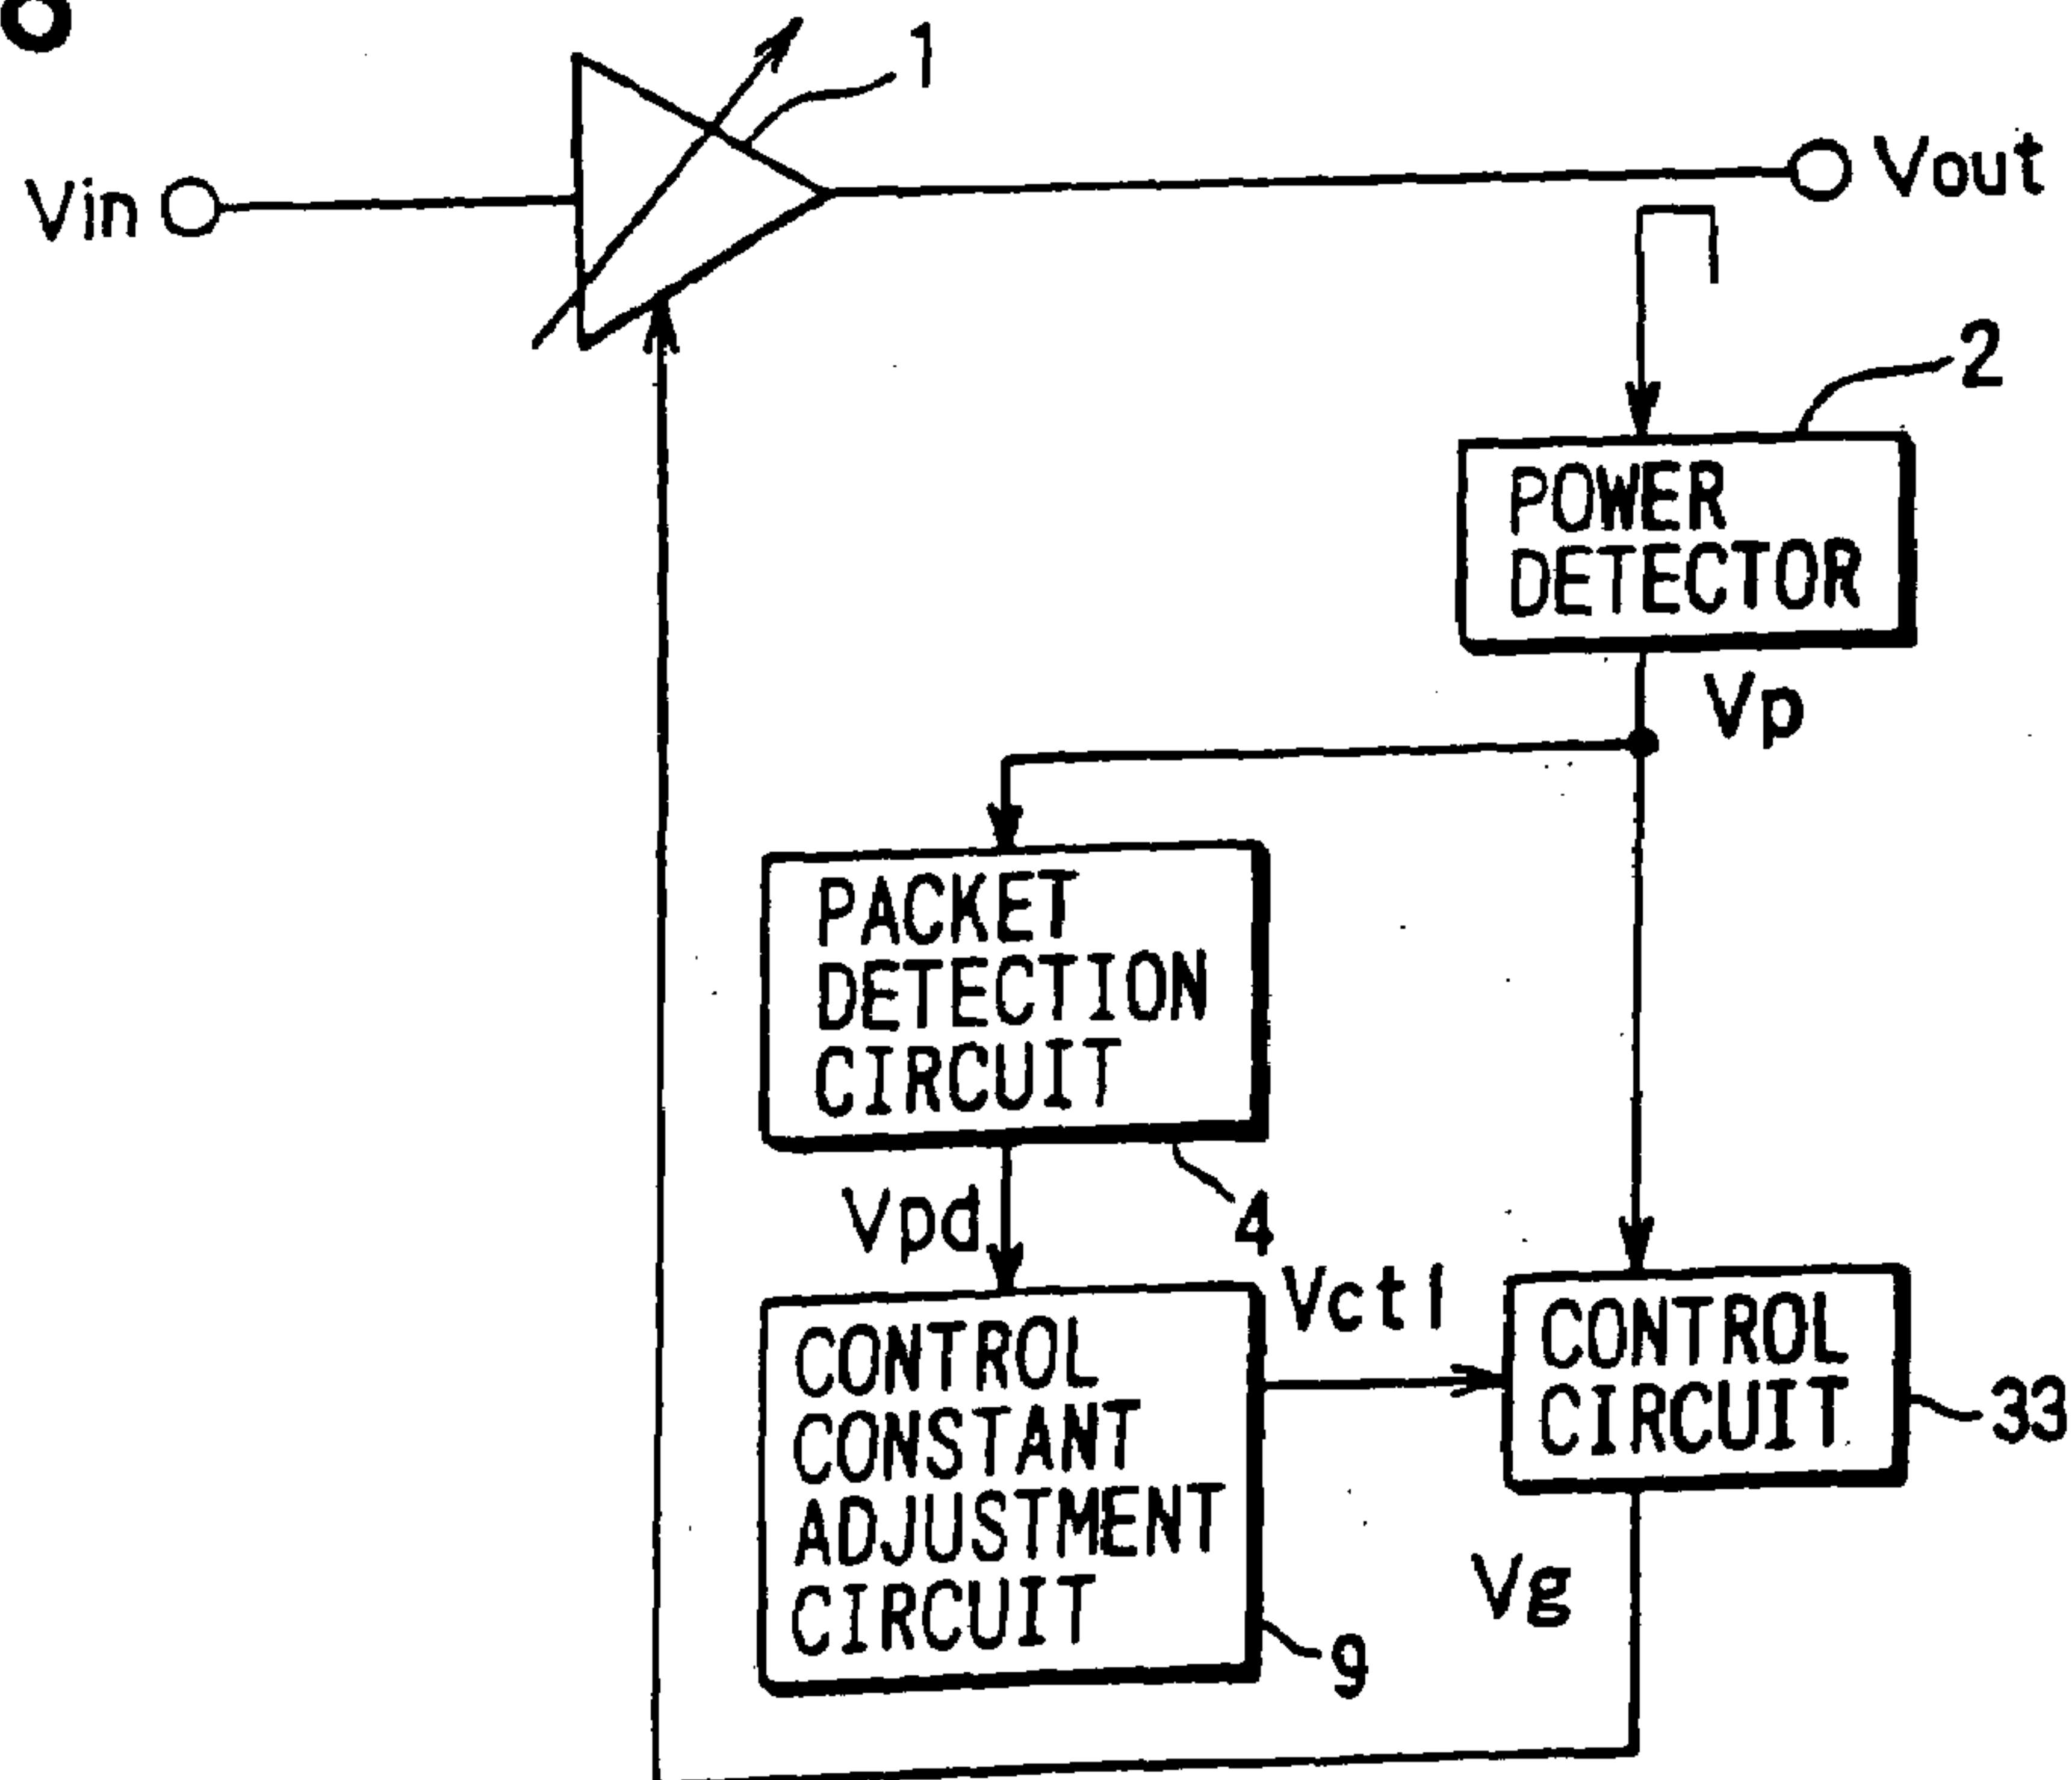 1
Vin
Vout
2
POWER
DETECTOR
Vp
PACKET
DETECTION
CIRCUIT
Vpd
4
Vctl
CONTROL
CONSTANT
ADJUSTMENT
CIRCUIT
CONTROL
CIRCUIT
33
Vg
9